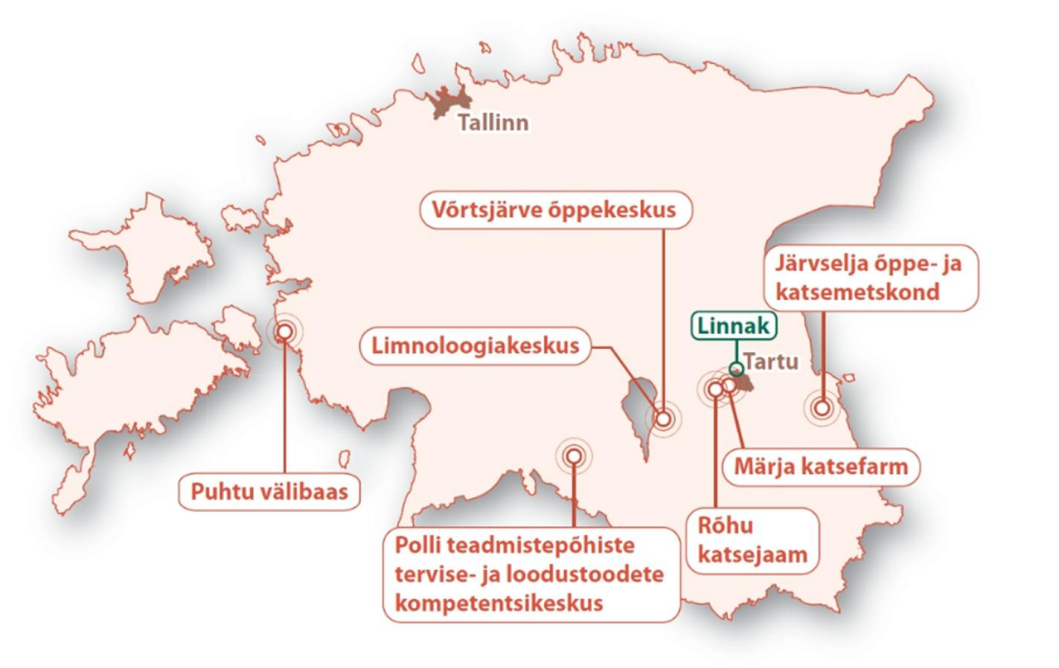 Tallinn
Võrtsjärve õppekeskus
Järvselja õppe- ja
katsemetskond
Linnak
Limnoloogiakeskus
Tartu
Märja katsefarm
Puhtu välibaas
Rõhu
katsejaam
Polli teadmistepõhiste
tervise- ja loodustoodete
kompetentsikeskus